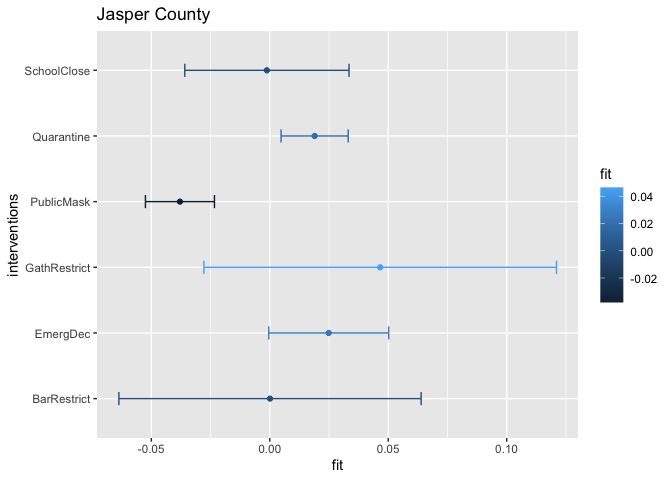 Jasper County
SchoolClose
Quarantine
PublicMask
GathRestrict
EmergDec
BarRestrict
interventions
-0.05
0.00
0.05
0.10
fit
fit
0.04
0.02
0.00
-0.02